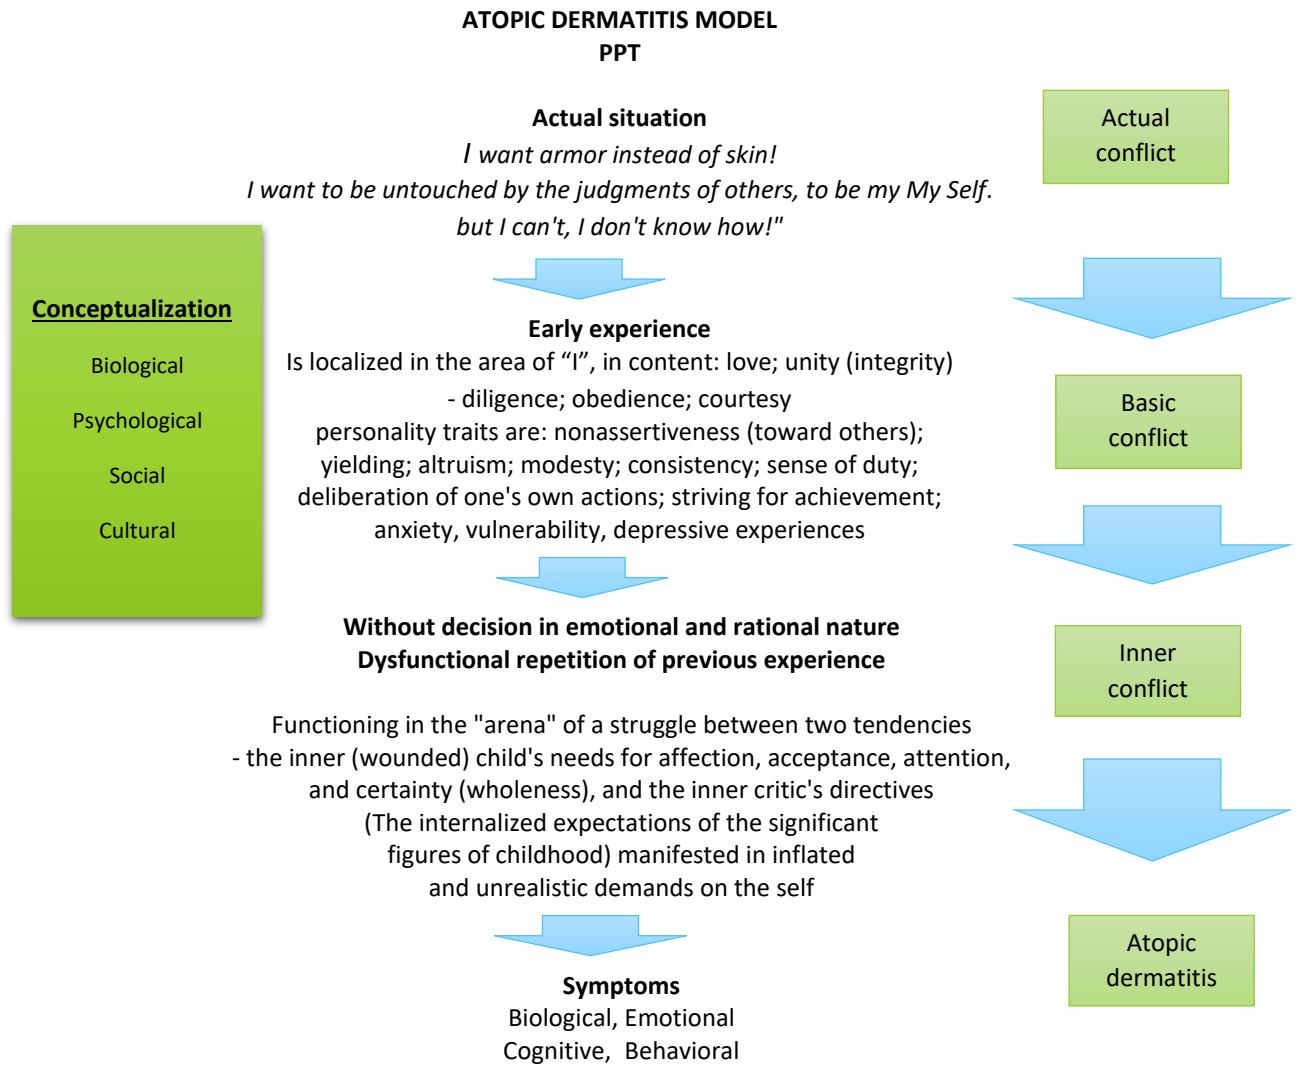 ATOPIC DERMATITIS MODEL
PPT
Actual situation
I want armor instead of skin!
I want to be untouched by the judgments of others, to be my My Self.
but I can't, I don't know how!"
Conceptualization
Biological
Psychological
Social
Cultural
Early experience
Is localized in the area of “I”, in content: love; unity (integrity)
- diligence; obedience; courtesy
personality traits are: nonassertiveness (toward others);
yielding; altruism; modesty; consistency; sense of duty;
deliberation of one's own actions; striving for achievement;
anxiety, vulnerability, depressive experiences
Without decision in emotional and rational nature
Dysfunctional repetition of previous experience
Functioning in the "arena" of a struggle between two tendencies
- the inner (wounded) child's needs for affection, acceptance, attention,
and certainty (wholeness), and the inner critic's directives
(The internalized expectations of the significant
figures of childhood) manifested in inflated
and unrealistic demands on the self
Symptoms
Biological, Emotional
Cognitive, Behavioral
Actual
conflict
Basic
conflict
Inner
conflict
Atopic
dermatitis